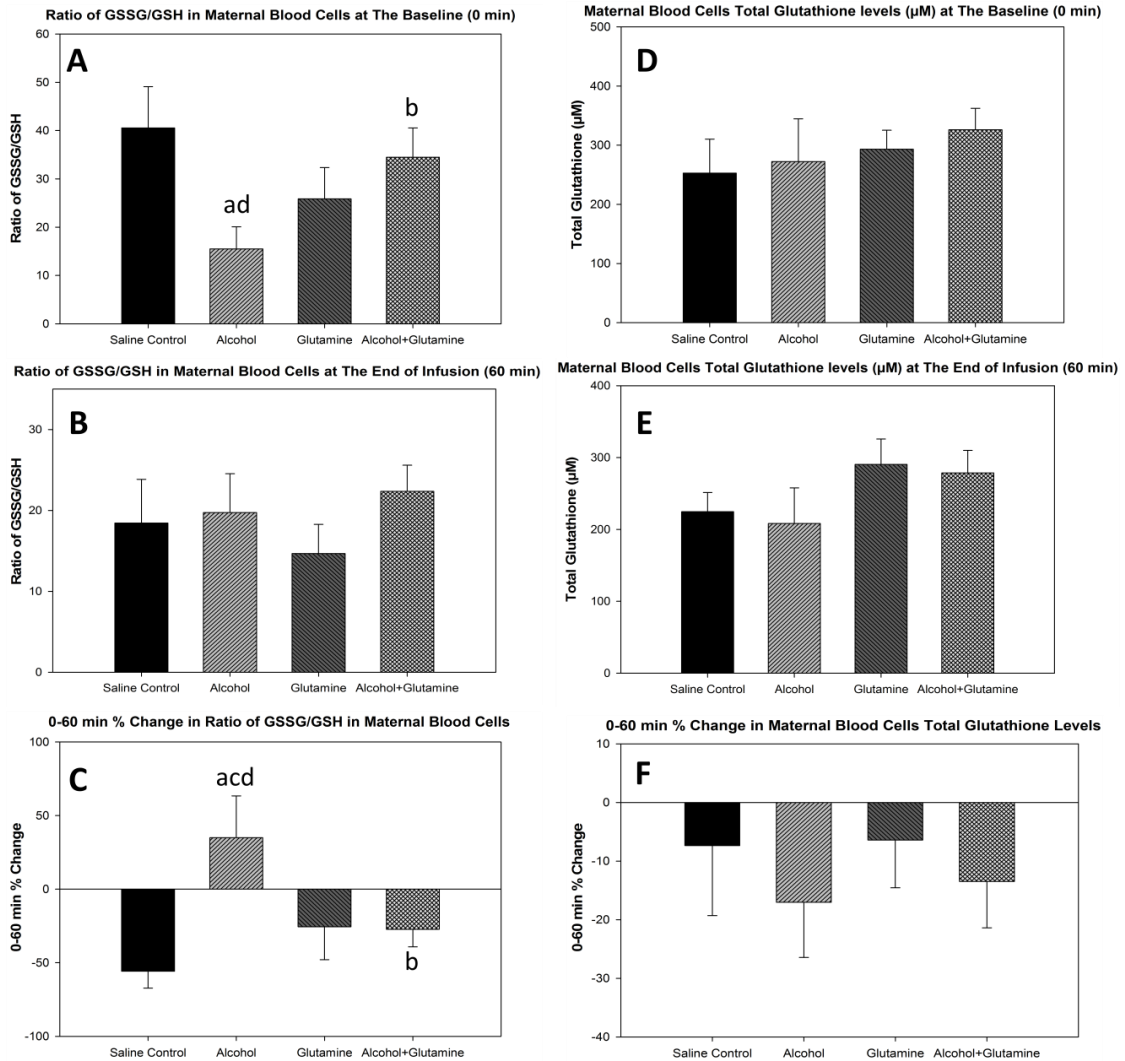 Ratio of GSSG/GSH in Maternal Blood Cells at The Baseline (0 min)
A
Ratio of GSSG/GSH
60
50
40
30
20
10
0
ad
b
Saline Control Alcohol Glutamine Alcohol+Glutamine
Maternal Blood Cells Total Glutathione levels (µM) at The Baseline (0 min)
D
Total Glutathione (µM)
500
400
300
200
100
0
Saline Control Alcohol Glutamine Alcohol+Glutamine
Ratio of GSSG/GSH in Maternal Blood Cells at The End of Infusion (60 min)
B
Ratio of GSSG/GSH
30
20
10
0
Saline Control Alcohol Glutamine Alcohol+Glutamine
Maternal Blood Cells Total Glutathione levels (µM) at The End of Infusion (60 min)
E
Total Glutathione (µM)
400
300
200
100
0
Saline Control Alcohol Glutamine Alcohol+Glutamine
0-60 min % Change in Ratio of GSSG/GSH in Maternal Blood Cells
C
0-60 min % Change
100
50
0
-50
-100
acd
b
Saline Control Alcohol Glutamine Alcohol+Glutamine
0-60 min % Change in Maternal Blood Cells Total Glutathione Levels
F
0-60 min % Change
10
0
-10
-20
-30
-40
Saline Control Alcohol Glutamine Alcohol+Glutamine